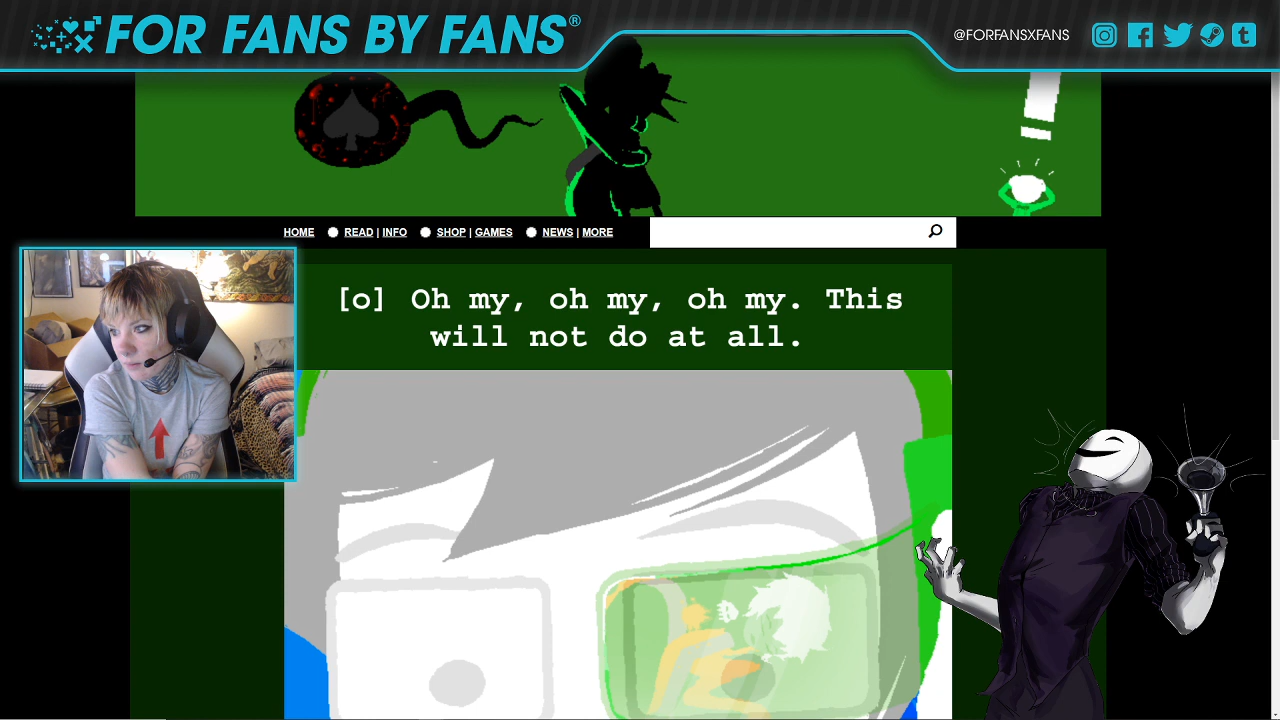 FOR FANS BY FANS®
@FORFANSXFANS
HOME READ | INFO SHOP | GAMES NEWS | MORE
[o] Oh my, oh my, oh my. This
will not do at all.